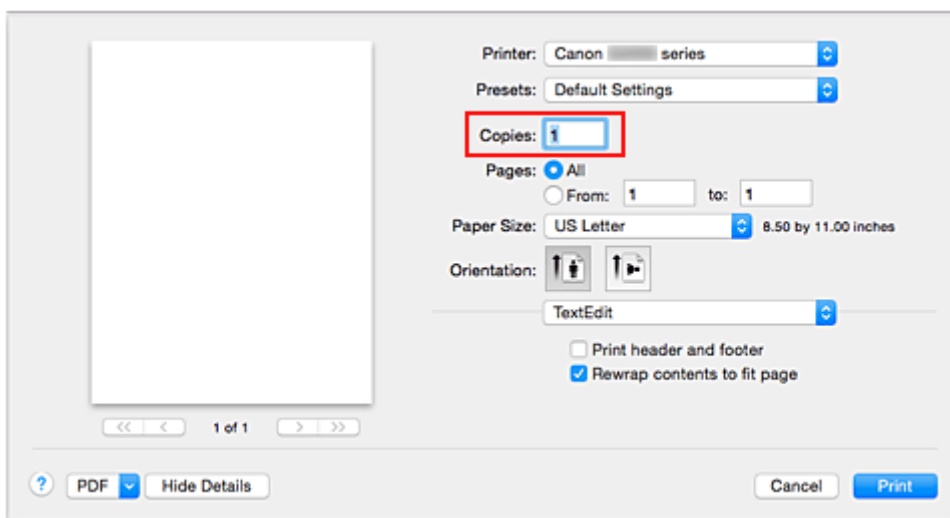 Printer: Canon series
Presets: Default Settings
Copies: 1
Pages: All
From: 1 to: 1
Paper Size: US Letter 8.50 by 11.00 inches
Orientation:
TextEdit
Print header and footer
Rewrap contents to fit page
<< < 1 of 1 > >>
? PDF Hide Details Cancel Print